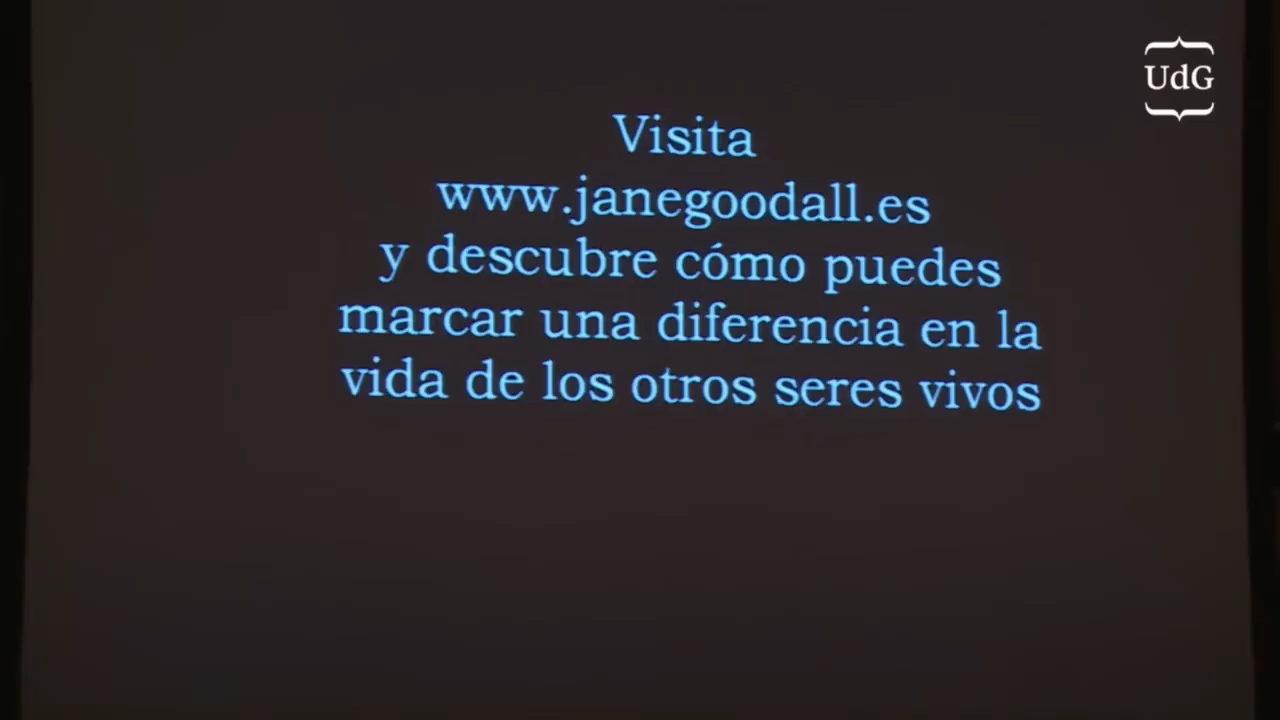 UdG
Visita
www.janegoodall.es
y descubre cómo puedes
marcar una diferencia en la
vida de los otros seres vivos